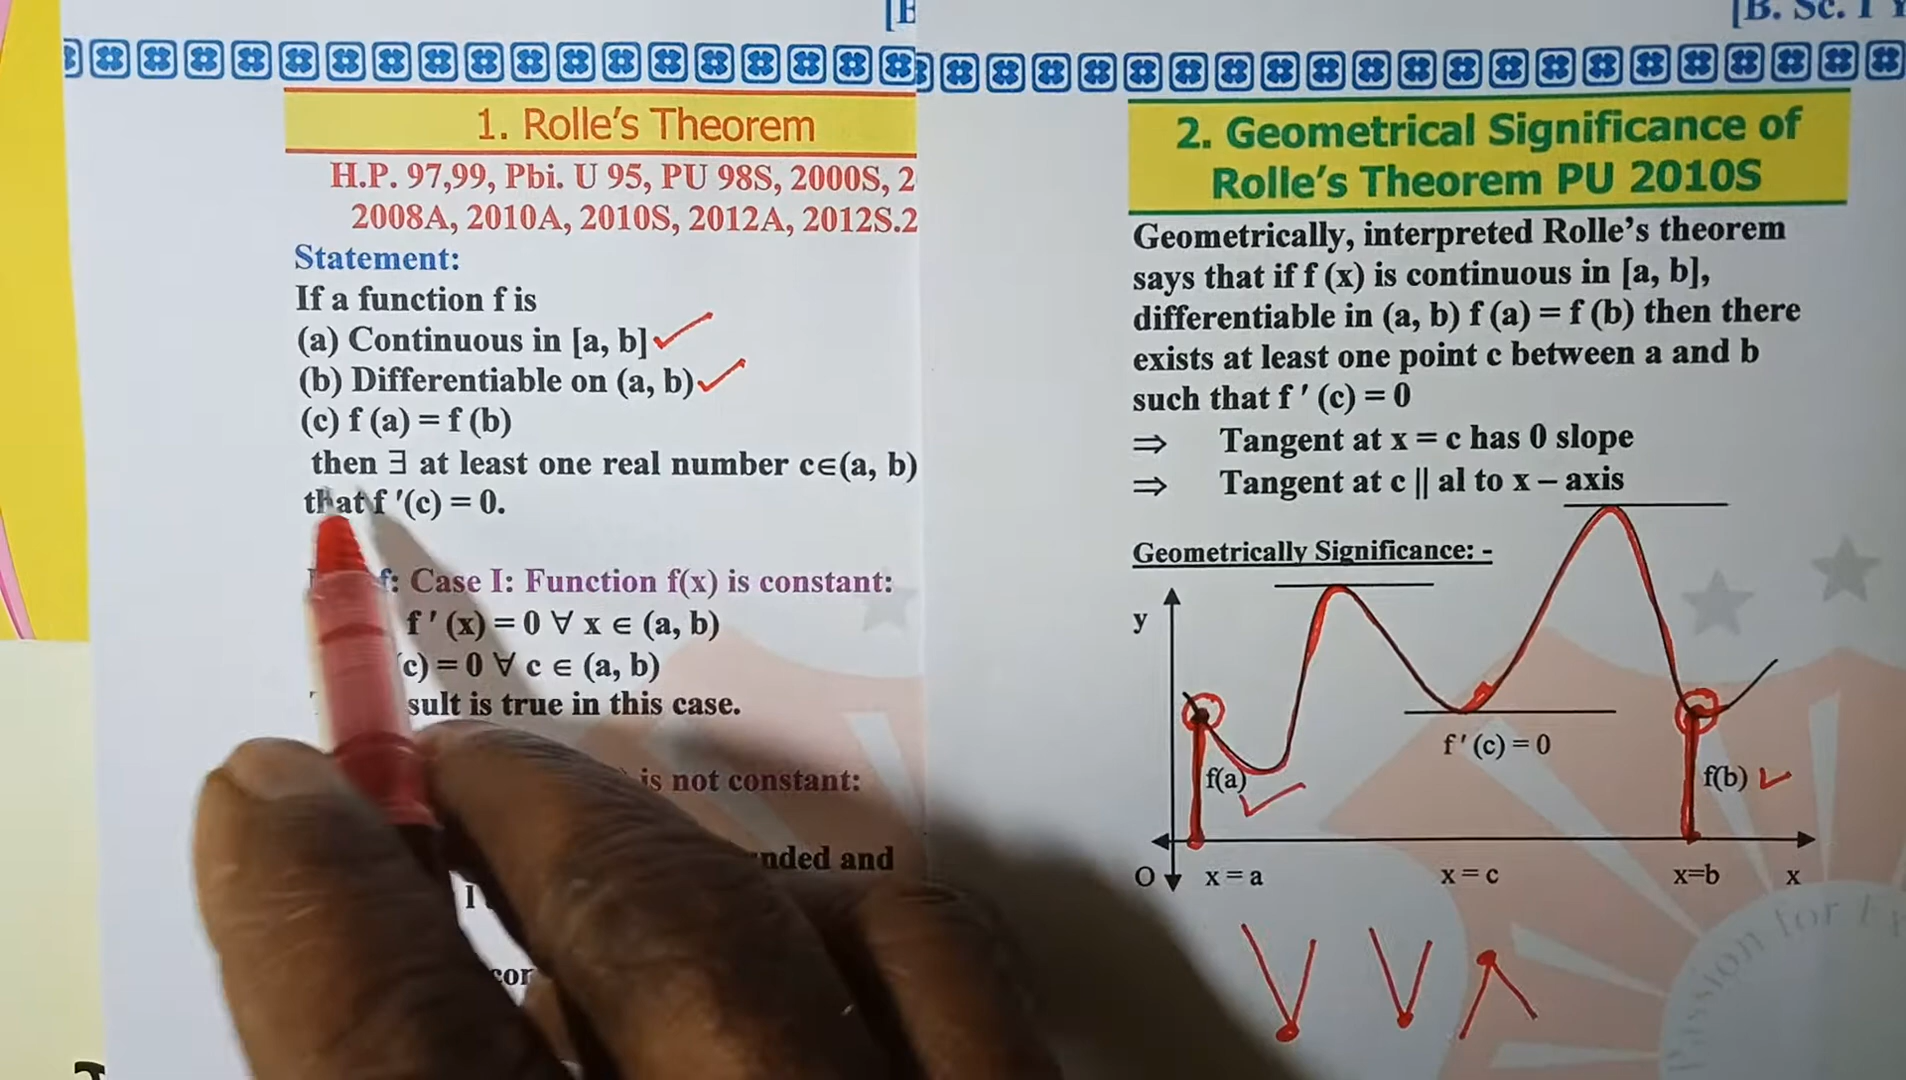 1. Rolle's Theorem
H.P. 97,99, Pbi. U 95, PU 98S, 2000S, 2
2008A, 2010A, 2010S, 2012A, 2012S.2
Statement:
If a function f is
(a) Continuous in [a, b]
(b) Differentiable on (a, b)
(c) f (a) = f (b)
then ∃ at least one real number c∈(a, b)
that f ′(c) = 0.
Case I: Function f(x) is constant:
f ′ (x) = 0 ∀ x ∈ (a, b)
c) = 0 ∀ c ∈ (a, b)
sult is true in this case.
is not constant:
nded and
[B. Sc. I Y
2. Geometrical Significance of
Rolle's Theorem PU 2010S
Geometrically, interpreted Rolle's theorem
says that if f (x) is continuous in [a, b],
differentiable in (a, b) f (a) = f (b) then there
exists at least one point c between a and b
such that f ′ (c) = 0
⇒ Tangent at x = c has 0 slope
⇒ Tangent at c || al to x – axis
Geometrically Significance: -
y
f ′ (c) = 0
f(a)
f(b)
O
x = a
x = c
x=b
x